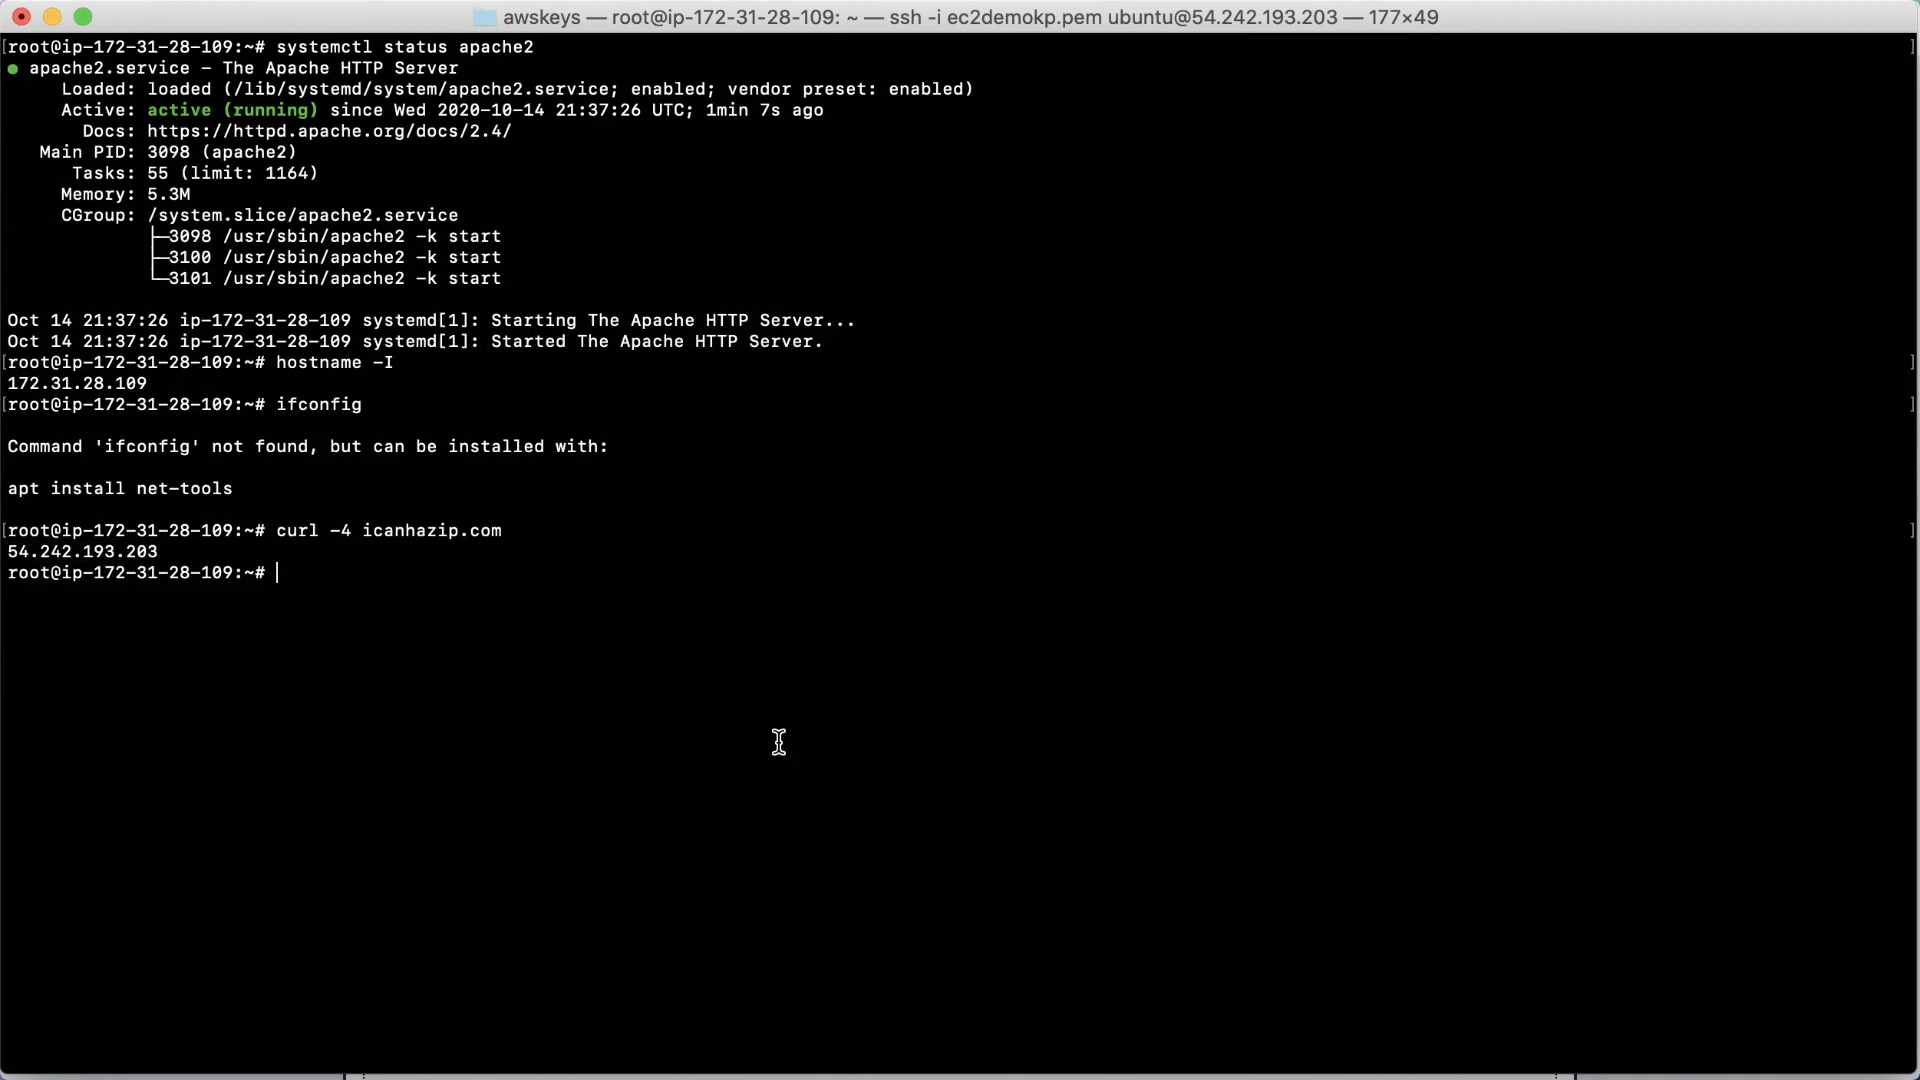 awskeys — root@ip-172-31-28-109: ~ — ssh -i ec2demokp.pem ubuntu@54.242.193.203 — 177×49
[root@ip-172-31-28-109:~# systemctl status apache2 ]
● apache2.service - The Apache HTTP Server
Loaded: loaded (/lib/systemd/system/apache2.service; enabled; vendor preset: enabled)
Active: active (running) since Wed 2020-10-14 21:37:26 UTC; 1min 7s ago
Docs: https://httpd.apache.org/docs/2.4/
Main PID: 3098 (apache2)
Tasks: 55 (limit: 1164)
Memory: 5.3M
CGroup: /system.slice/apache2.service
├─3098 /usr/sbin/apache2 -k start
├─3100 /usr/sbin/apache2 -k start
└─3101 /usr/sbin/apache2 -k start
Oct 14 21:37:26 ip-172-31-28-109 systemd[1]: Starting The Apache HTTP Server...
Oct 14 21:37:26 ip-172-31-28-109 systemd[1]: Started The Apache HTTP Server.
[root@ip-172-31-28-109:~# hostname -I ]
172.31.28.109
[root@ip-172-31-28-109:~# ifconfig ]
Command 'ifconfig' not found, but can be installed with:
apt install net-tools
[root@ip-172-31-28-109:~# curl -4 icanhazip.com ]
54.242.193.203
root@ip-172-31-28-109:~#